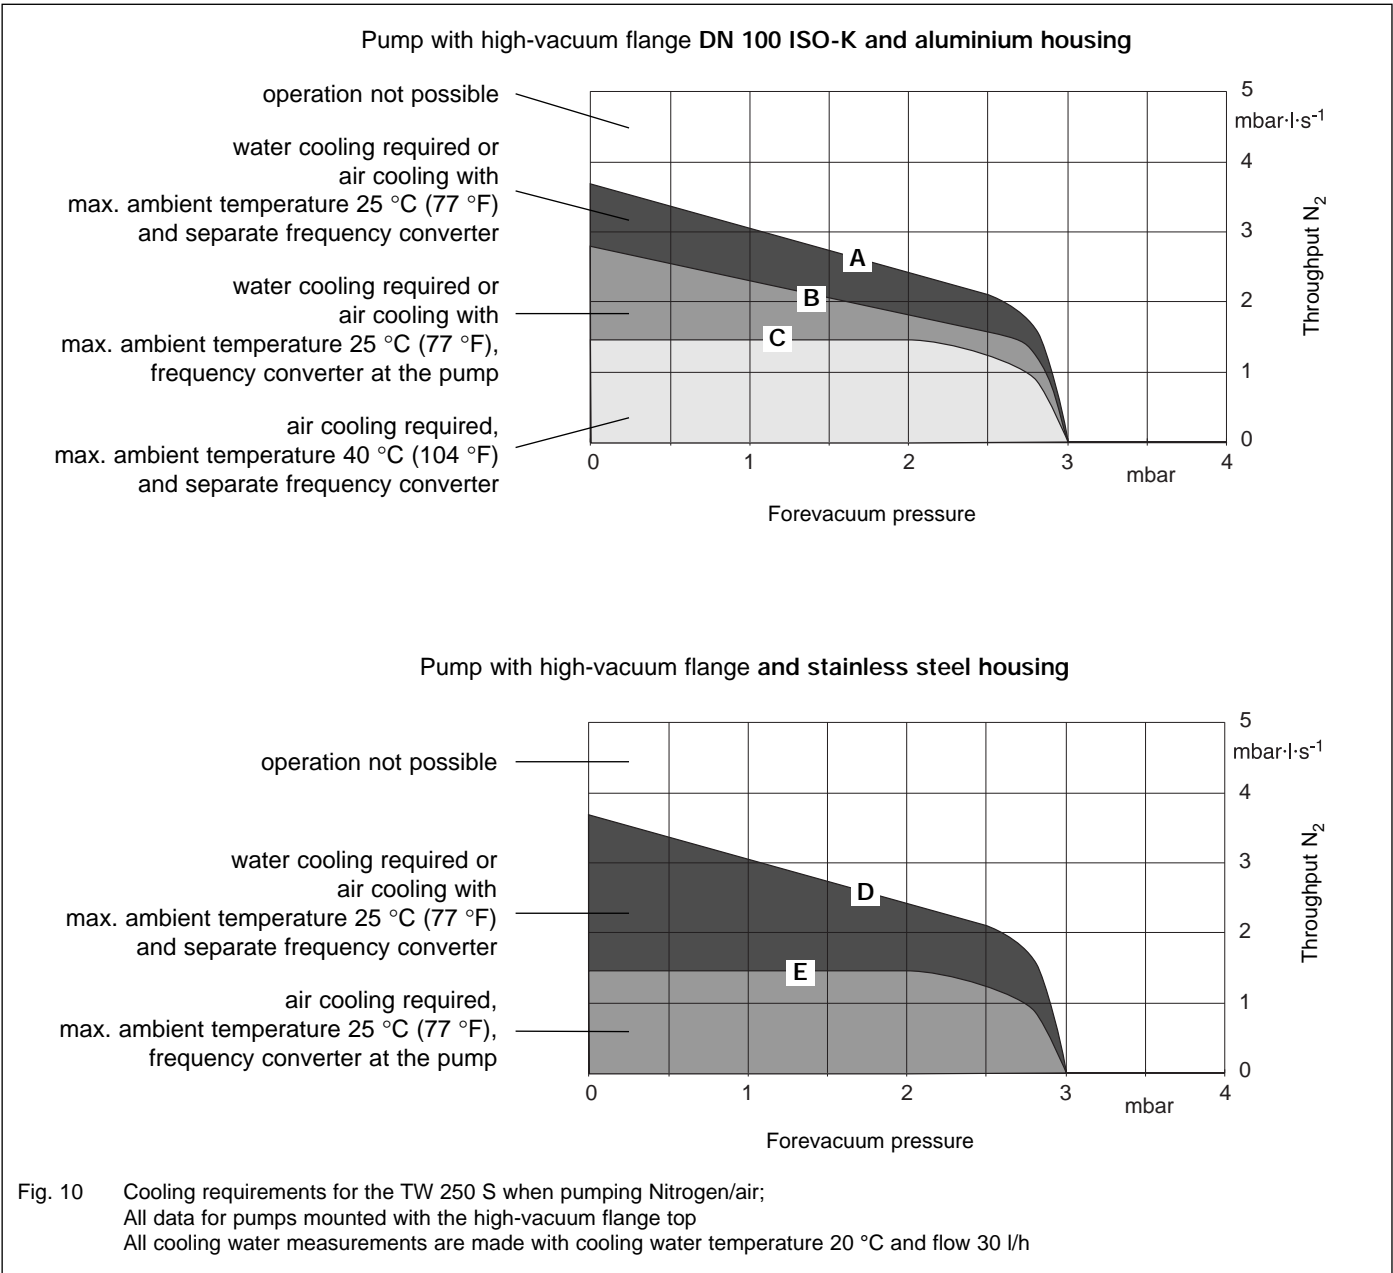 Pump with high-vacuum flange DN 100 ISO-K and aluminium housing
operation not possible
water cooling required or
air cooling with
max. ambient temperature 25 °C (77 °F)
and separate frequency converter
water cooling required or
air cooling with
max. ambient temperature 25 °C (77 °F),
frequency converter at the pump
air cooling required,
max. ambient temperature 40 °C (104 °F)
and separate frequency converter
A
B
C
5
mbar·l·s-1
4
3
2
1
0
Throughput N2
0
1
2
3
mbar
4
Forevacuum pressure
Pump with high-vacuum flange and stainless steel housing
operation not possible
water cooling required or
air cooling with
max. ambient temperature 25 °C (77 °F)
and separate frequency converter
air cooling required,
max. ambient temperature 25 °C (77 °F),
frequency converter at the pump
D
E
5
mbar·l·s-1
4
3
2
1
0
Throughput N2
0
1
2
3
mbar
4
Forevacuum pressure
Fig. 10 Cooling requirements for the TW 250 S when pumping Nitrogen/air;
All data for pumps mounted with the high-vacuum flange top
All cooling water measurements are made with cooling water temperature 20 °C and flow 30 l/h